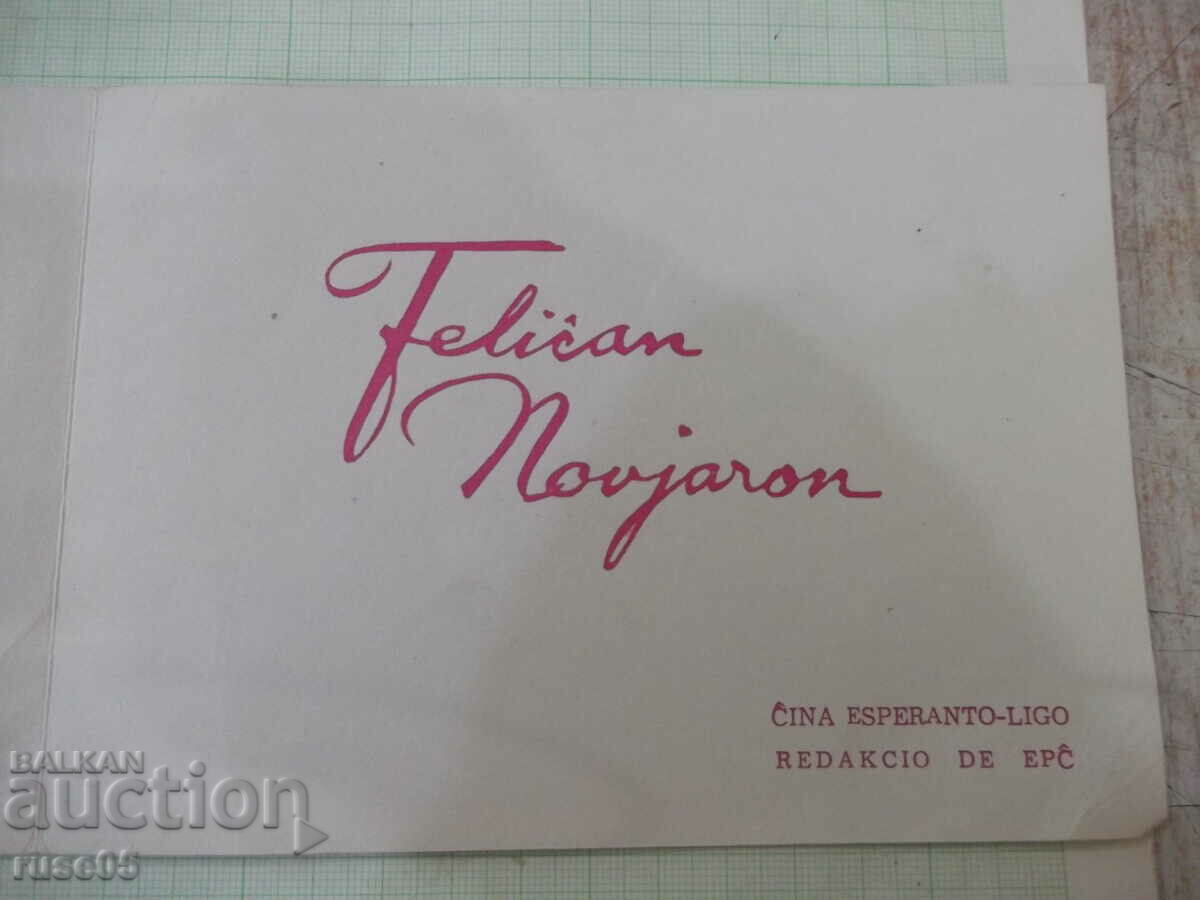 Feliĉan
Novjaron
ĈINA ESPERANTO-LIGO
REDAKCIO DE EPĈ
BALKAN
auction
ruse05